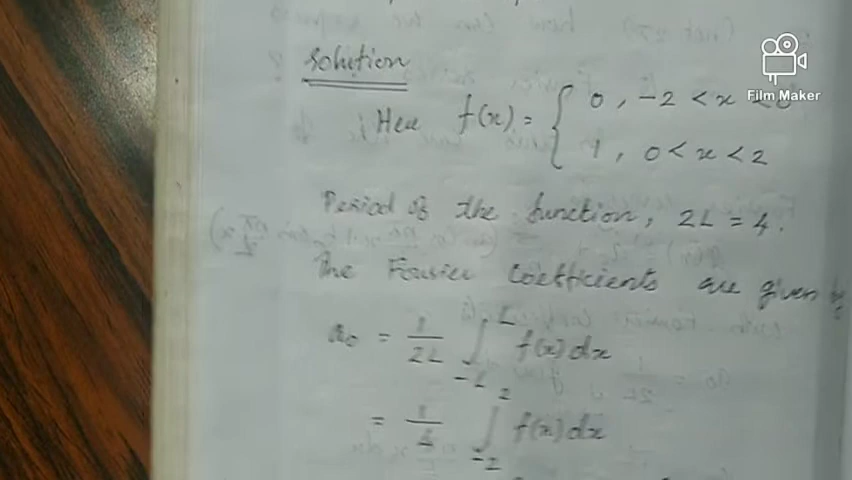 Solution
Film Maker
Here f(x) = { 0, -2 < x < 0
1, 0 < x < 2
Period of the function, 2L = 4.
The Fourier Coefficients are given by
a₀ = 1/2L ∫_{-L}^{L} f(x) dx
= 1/4 ∫_{-2}^{2} f(x) dx